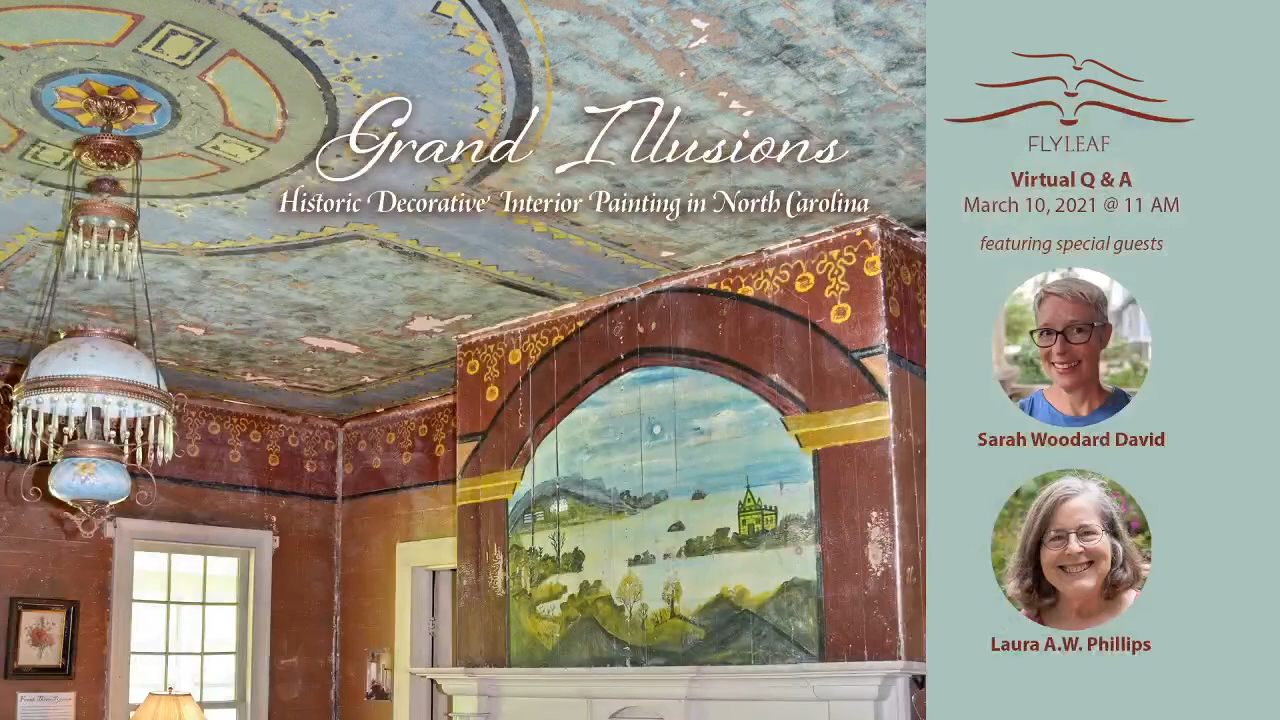 Grand Illusions
Historic Decorative Interior Painting in North Carolina
FLYLEAF
Virtual Q & A
March 10, 2021 @ 11 AM
featuring special guests
Sarah Woodard David
Laura A.W. Phillips